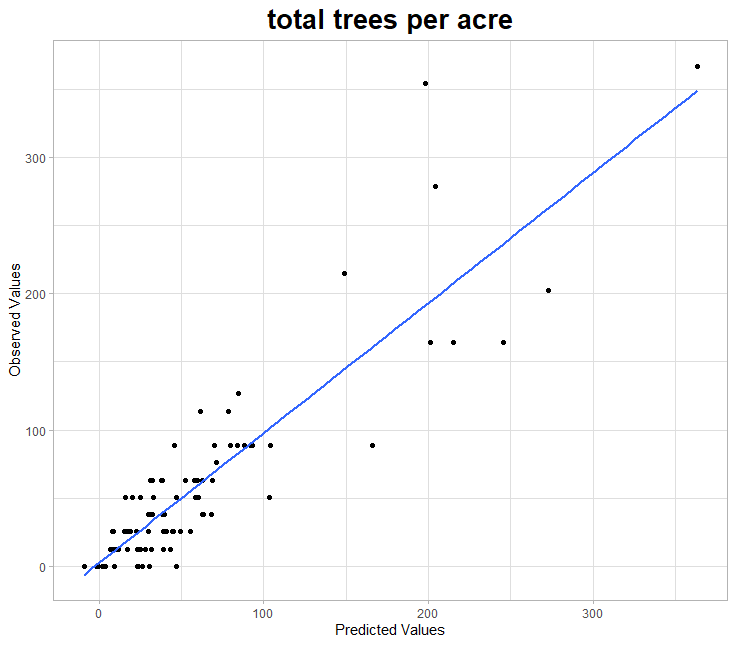 total trees per acre
300
200
100
0
Observed Values
0 100 200 300
Predicted Values